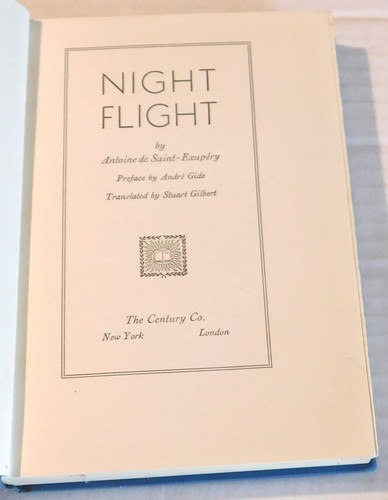 NIGHT
FLIGHT
by
Antoine de Saint-Exupéry
Preface by André Gide
Translated by Stuart Gilbert
The Century Co.
New York London